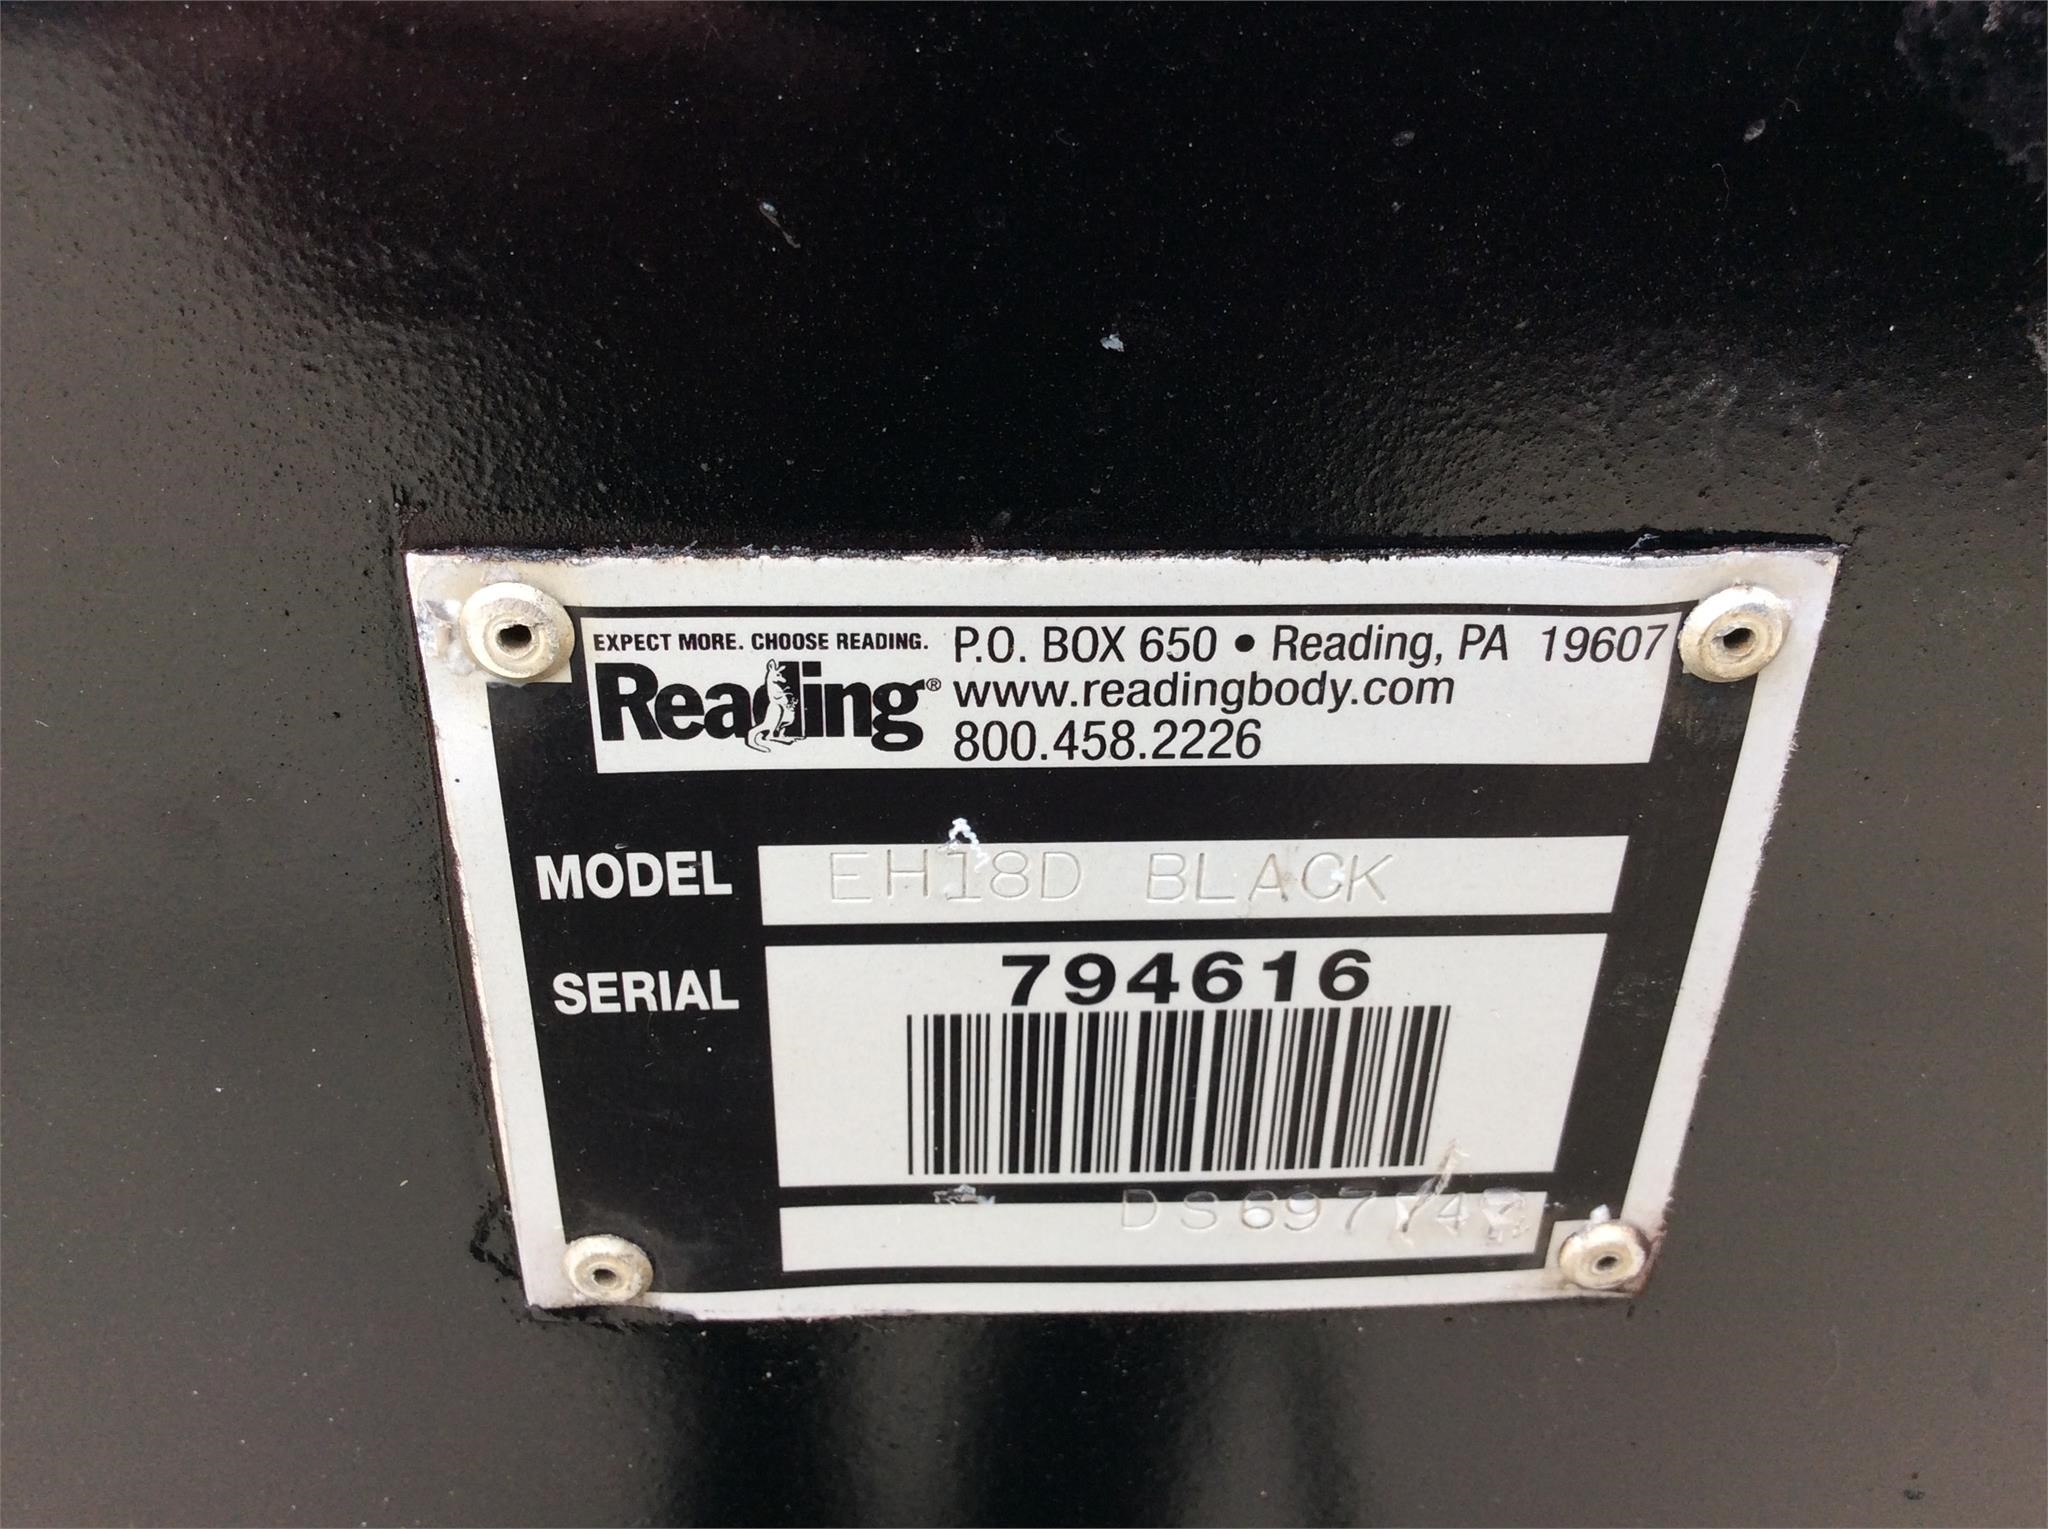 EXPECT MORE. CHOOSE READING.
Reading®
P.O. BOX 650 • Reading, PA 19607
www.readingbody.com
800.458.2226
MODEL EH18D BLACK
SERIAL 794616